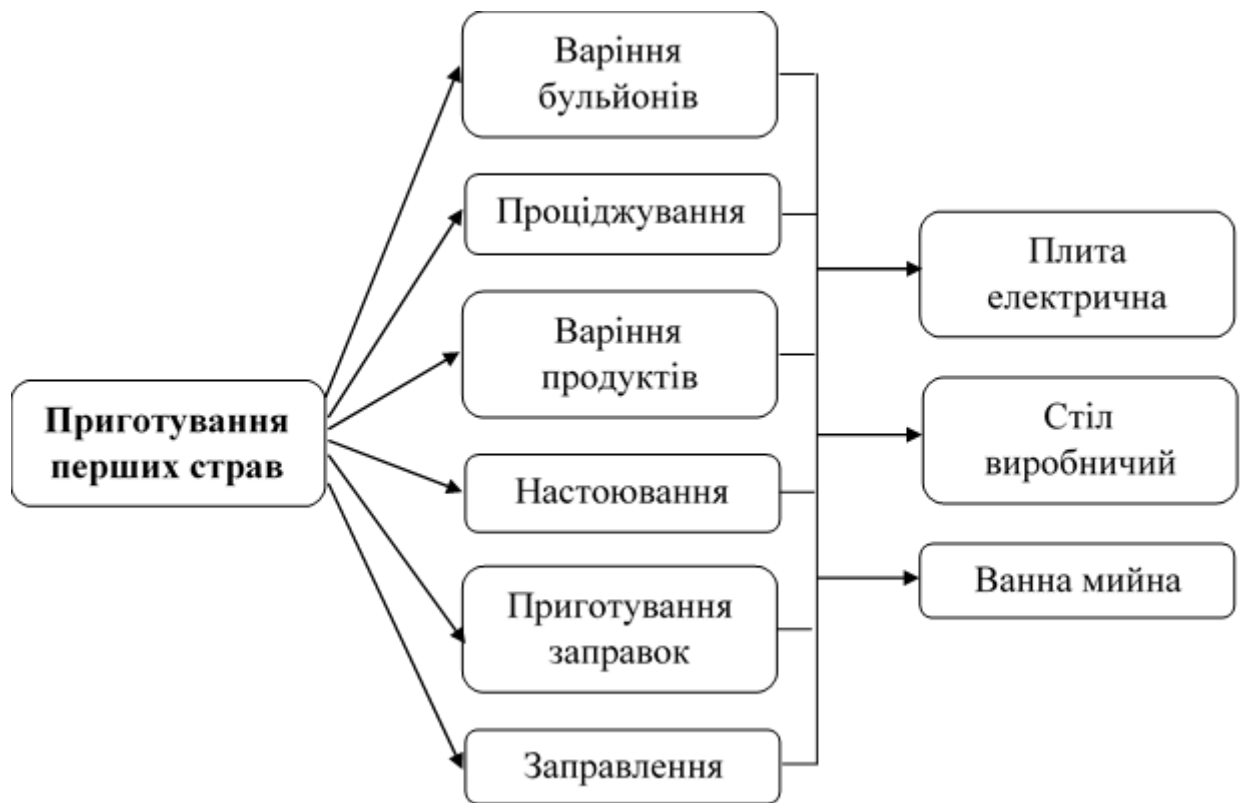 Варіння
бульйонів
Проціджування
Варіння
продуктів
Приготування
перших страв
Настоювання
Приготування
заправок
Заправлення
Плита
електрична
Стіл
виробничий
Ванна мийна